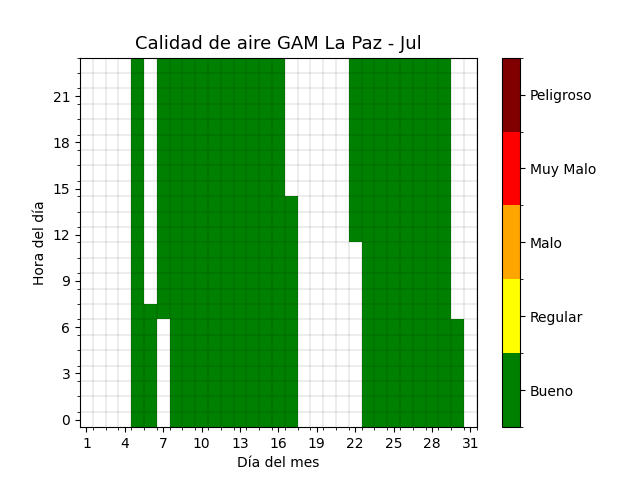 Calidad de aire GAM La Paz - Jul
Hora del día
21
18
15
12
9
6
3
0
1 4 7 10 13 16 19 22 25 28 31
Día del mes
Peligroso
Muy Malo
Malo
Regular
Bueno